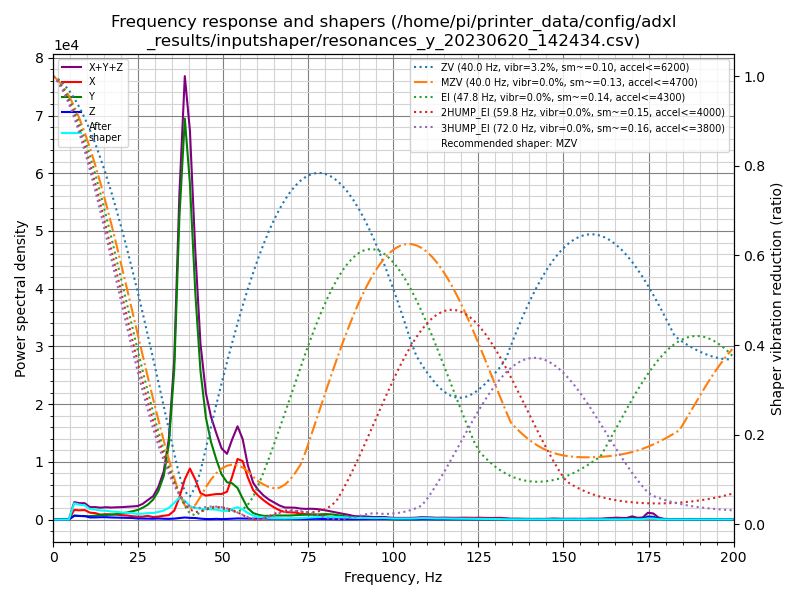 Frequency response and shapers (/home/pi/printer_data/config/adxl
_results/inputshaper/resonances_y_20230620_142434.csv)
1e4
X+Y+Z
X
Y
Z
After
shaper
ZV (40.0 Hz, vibr=3.2%, sm~=0.10, accel<=6200)
MZV (40.0 Hz, vibr=0.0%, sm~=0.13, accel<=4700)
EI (47.8 Hz, vibr=0.0%, sm~=0.14, accel<=4300)
2HUMP_EI (59.8 Hz, vibr=0.0%, sm~=0.15, accel<=4000)
3HUMP_EI (72.0 Hz, vibr=0.0%, sm~=0.16, accel<=3800)
Recommended shaper: MZV
8
7
6
5
4
3
2
1
0
Power spectral density
1.0
0.8
0.6
0.4
0.2
0.0
Shaper vibration reduction (ratio)
0 25 50 75 100 125 150 175 200
Frequency, Hz